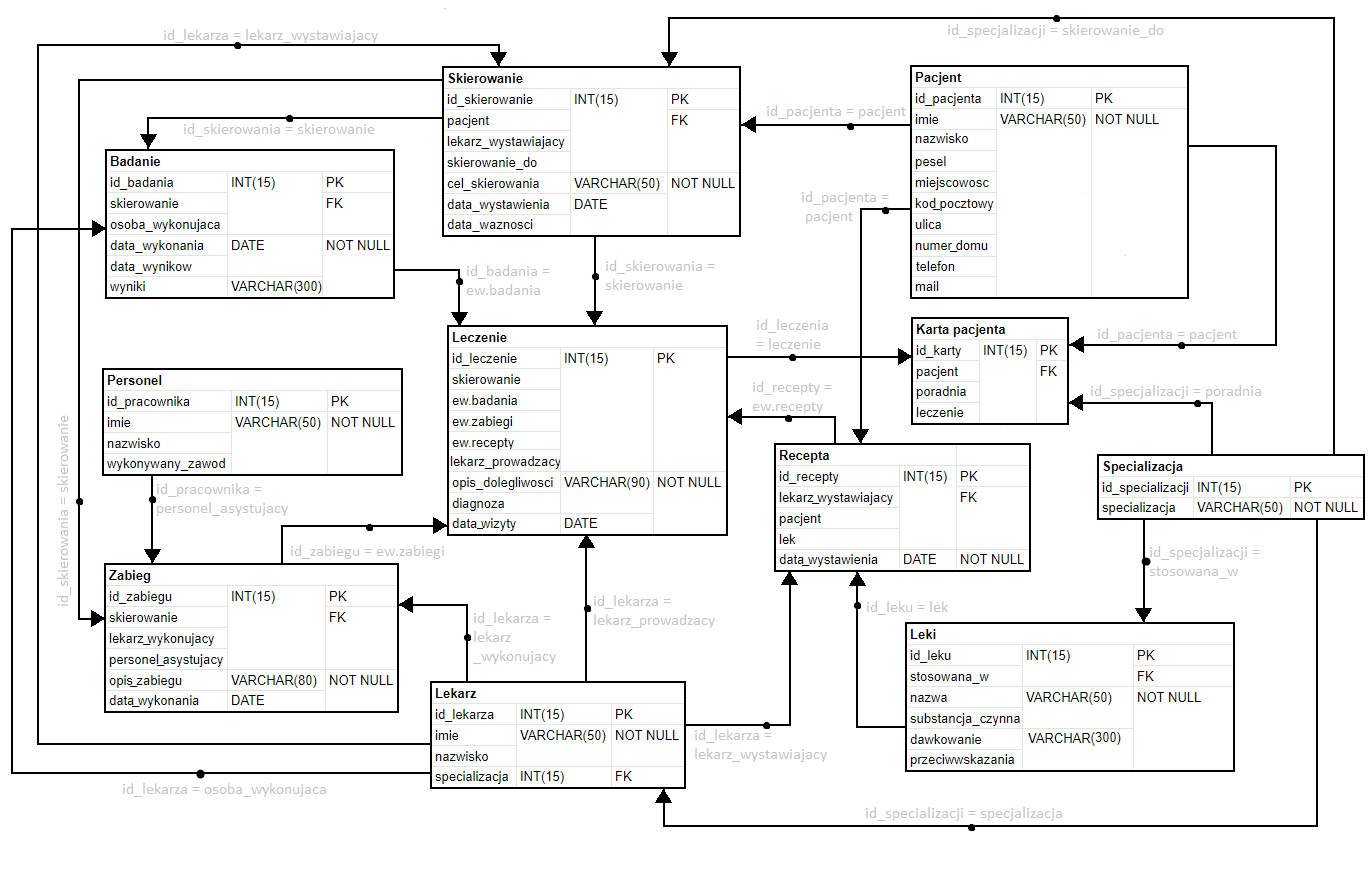 id_lekarza = lekarz_wystawiajacy
id_specjalizacji = skierowanie_do
Skierowanie
id_skierowanie INT(15) PK
pacjent FK
lekarz_wystawiajacy
skierowanie_do
cel_skierowania VARCHAR(50) NOT NULL
data_wystawienia DATE
data_waznosci
Pacjent
id_pacjenta INT(15) PK
imie VARCHAR(50) NOT NULL
nazwisko
pesel
miejscowosc
kod_pocztowy
ulica
numer_domu
telefon
mail
id_pacjenta = pacjent
id_skierowania = skierowanie
Badanie
id_badania INT(15) PK
skierowanie FK
osoba_wykonujaca
data_wykonania DATE NOT NULL
data_wynikow
wyniki VARCHAR(300)
id_pacjenta =
pacjent
id_badania =
ew.badania
id_skierowania =
skierowanie
Leczenie
id_leczenie INT(15) PK
skierowanie
ew.badania
ew.zabiegi
ew.recepty
lekarz_prowadzacy
opis_dolegliwosci VARCHAR(90) NOT NULL
diagnoza
data_wizyty DATE
id_leczenia
= leczenie
Karta pacjenta
id_karty INT(15) PK
pacjent FK
poradnia
leczenie
id_pacjenta = pacjent
id_specjalizacji = poradnia
id_recepty =
ew.recepty
Personel
id_pracownika INT(15) PK
imie VARCHAR(50) NOT NULL
nazwisko
wykonywany_zawod
id_skierowania = skierowanie
id_pracownika =
personel_asystujacy
Recepta
id_recepty INT(15) PK
lekarz_wystawiajacy FK
pacjent
lek
data_wystawienia DATE NOT NULL
Specializacja
id_specializacji INT(15) PK
specjalizacja VARCHAR(50) NOT NULL
id_zabiegu = ew.zabiegi
id_specjalizacji =
stosowana_w
Zabieg
id_zabiegu INT(15) PK
skierowanie FK
lekarz_wykonujacy
personel_asystujacy
opis_zabiegu VARCHAR(80) NOT NULL
data_wykonania DATE
id_lekarza =
lekarz
_wykonujacy
id_lekarza =
lekarz_prowadzacy
id_leku = lek
Leki
id_leku INT(15) PK
stosowana_w FK
nazwa VARCHAR(50) NOT NULL
substancja_czynna
dawkowanie VARCHAR(300)
przeciwwskazania
Lekarz
id_lekarza INT(15) PK
imie VARCHAR(50) NOT NULL
nazwisko
specjalizacja INT(15) FK
id_lekarza =
lekarz_wystawiajacy
id_lekarza = osoba_wykonujaca
id_specializacji = specjalizacja